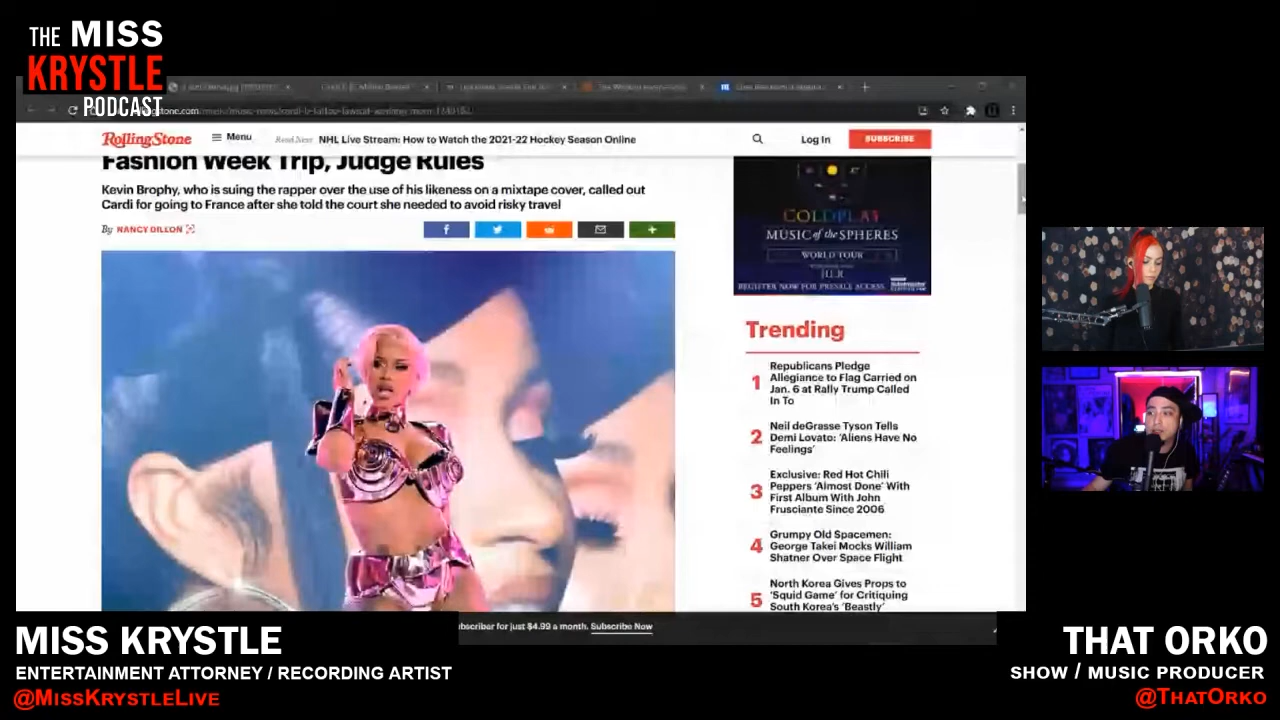 THE MISS
KRYSTLE
PODCAST
RollingStone
Menu
Read Next
NHL Live Stream: How to Watch the 2021-22 Hockey Season Online
Log In
SUBSCRIBE
Fashion Week Trip, Judge Rules
Kevin Brophy, who is suing the rapper over the use of his likeness on a mixtape cover, called out
Cardi for going to France after she told the court she needed to avoid risky travel
By NANCY DILLON
COLDPLAY
MUSIC of the SPHERES
WORLD TOUR
REGISTER NOW FOR PRESALE ACCESS
Trending
1
Republicans Pledge
Allegiance to Flag Carried on
Jan. 6 at Rally Trump Called
In To
2
Neil deGrasse Tyson Tells
Demi Lovato: ‘Aliens Have No
Feelings’
3
Exclusive: Red Hot Chili
Peppers ‘Almost Done’ With
First Album With John
Frusciante Since 2006
4
Grumpy Old Spacemen:
George Takei Mocks William
Shatner Over Space Flight
5
North Korea Gives Props to
‘Squid Game’ for Critiquing
South Korea’s ‘Beastly’
for just $4.99 a month. Subscribe Now
MISS KRYSTLE
ENTERTAINMENT ATTORNEY / RECORDING ARTIST
@MissKrystleLive
THAT ORKO
SHOW / MUSIC PRODUCER
@ThatOrko